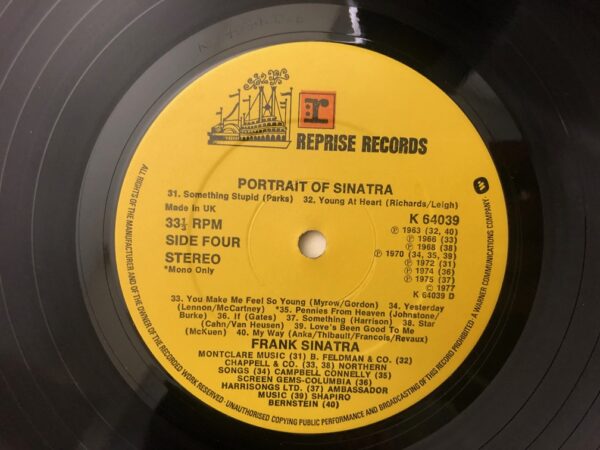 r
REPRISE RECORDS
PORTRAIT OF SINATRA
31. Something Stupid (Parks) 32. Young At Heart (Richards/Leigh)
Made in UK
33⅓ RPM
SIDE FOUR
STEREO
*Mono Only
K 64039
℗ 1963 (32, 40)
℗ 1966 (33)
℗ 1968 (38)
℗ 1970 (34, 35, 39)
℗ 1972 (31)
℗ 1974 (36)
℗ 1975 (37)
© 1977
K 64039 D
33. You Make Me Feel So Young (Myrow/Gordon) 34. Yesterday
(Lennon/McCartney) *35. Pennies From Heaven (Johnstone/
Burke) 36. If (Gates) 37. Something (Harrison) 38. Star
(Cahn/Van Heusen) 39. Love's Been Good To Me
(McKuen) 40. My Way (Anka/Thibault/Francois/Revaux)
FRANK SINATRA
MONTCLARE MUSIC (31) B. FELDMAN & CO. (32)
CHAPPELL & CO. (33, 38) NORTHERN
SONGS (34) CAMPBELL CONNELLY (35)
SCREEN GEMS-COLUMBIA (36)
HARRISONGS LTD. (37) AMBASSADOR
MUSIC (39) SHAPIRO
BERNSTEIN (40)
ALL RIGHTS OF THE MANUFACTURER AND OF THE OWNER OF THE RECORDED WORK RESERVED · UNAUTHORISED COPYING PUBLIC PERFORMANCE AND BROADCASTING OF THIS RECORD PROHIBITED · A WARNER COMMUNICATIONS COMPANY·